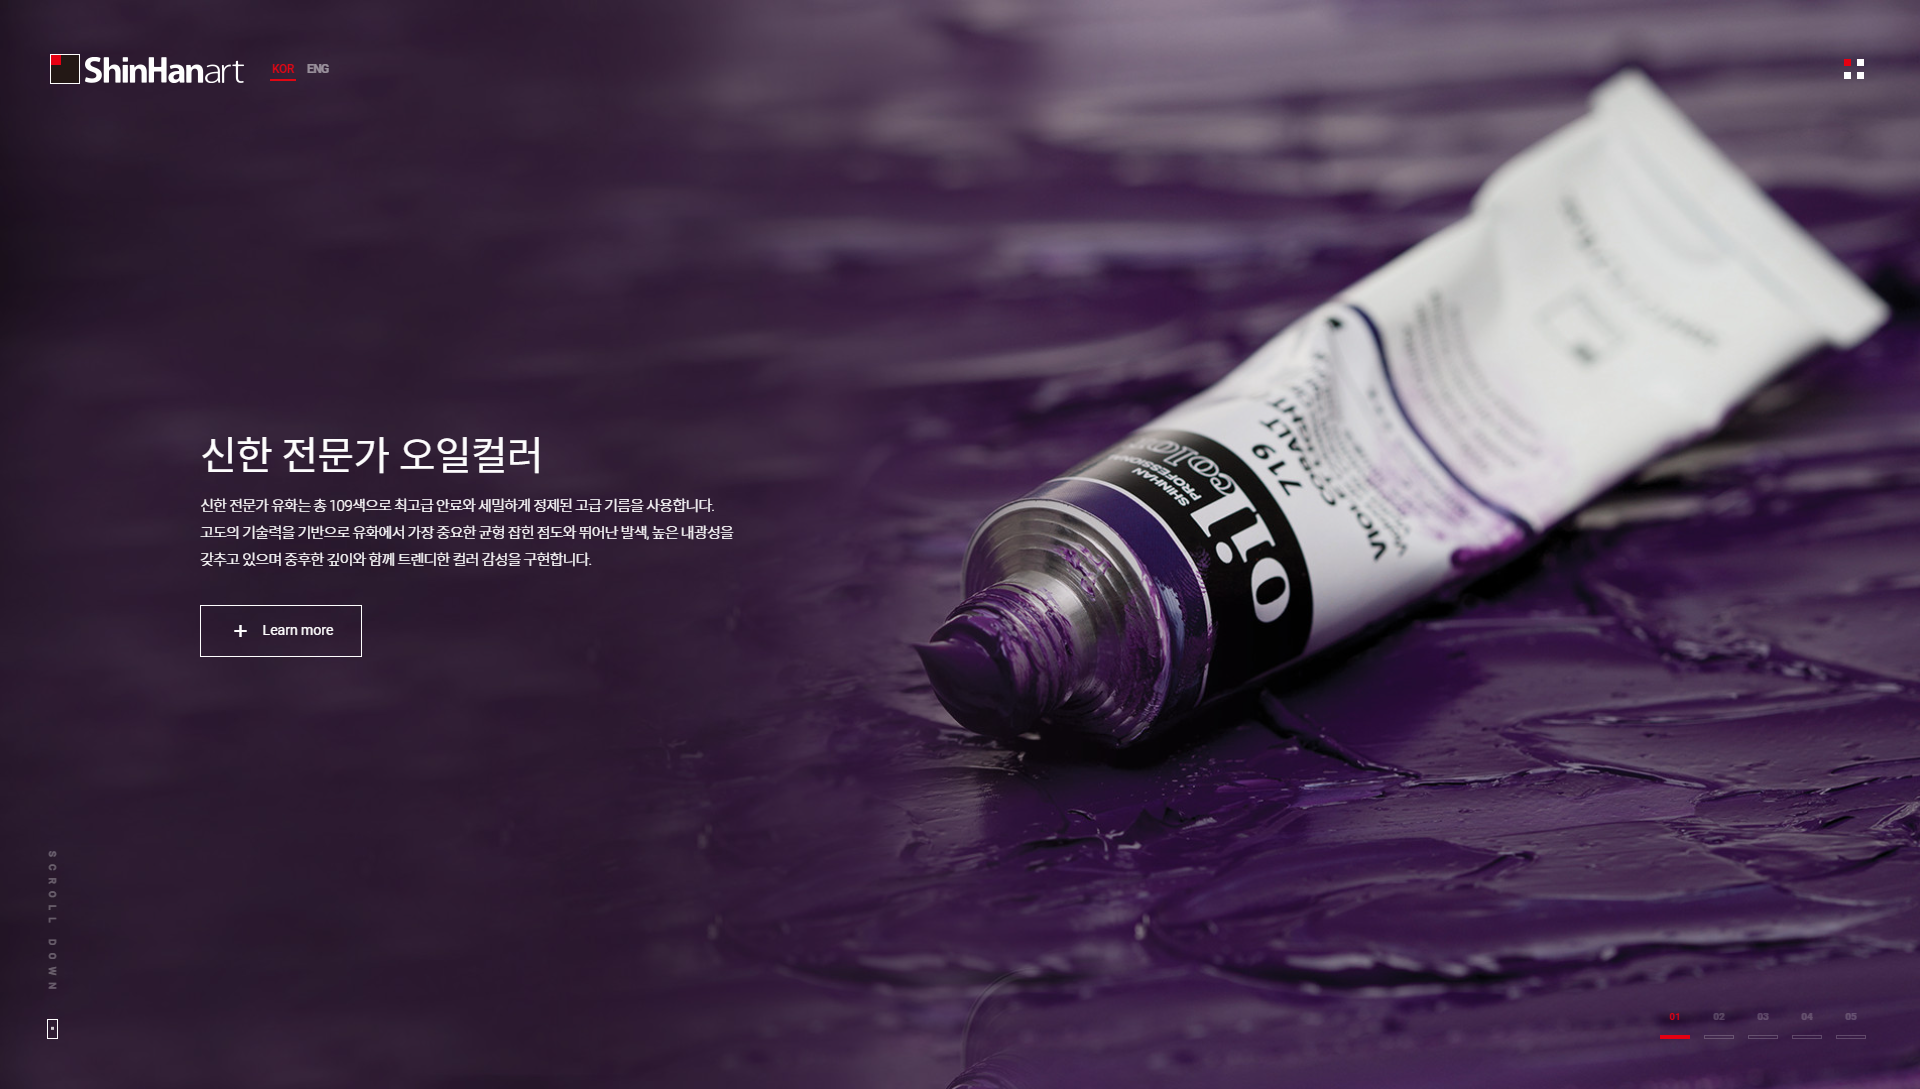 ShinHanart
KOR ENG
신한 전문가 오일컬러
신한 전문가 유화는 총 109색으로 최고급 안료와 세밀하게 정제된 고급 기름을 사용합니다.
고도의 기술력을 기반으로 유화에서 가장 중요한 균형 잡힌 점도와 뛰어난 발색, 높은 내광성을
갖추고 있으며 중후한 깊이와 함께 트렌디한 컬러 감성을 구현합니다.
+ Learn more
SHINHAN
PROFESSIONAL
oil
color
719
SCROLL DOWN
01 02 03 04 05